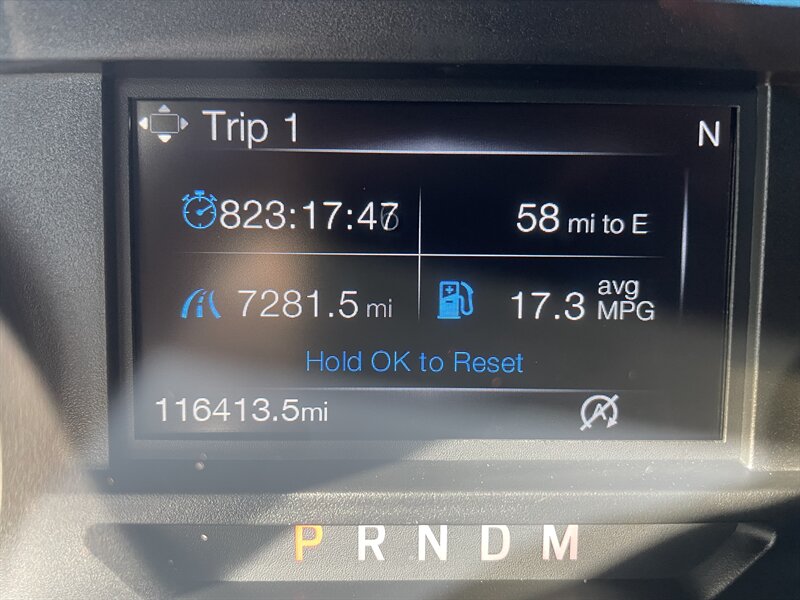 Trip 1
N
823:17:47
58 mi to E
7281.5 mi
17.3 avg MPG
Hold OK to Reset
116413.5mi
A
P R N D M